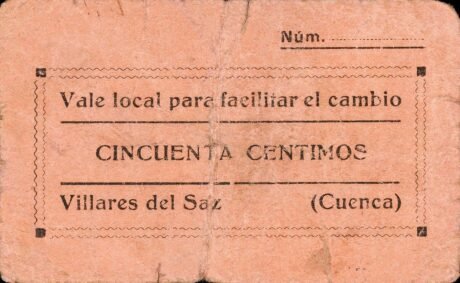 Núm. ....................
Vale local para facilitar el cambio
CINCUENTA CENTIMOS
Villares del Saz (Cuenca)